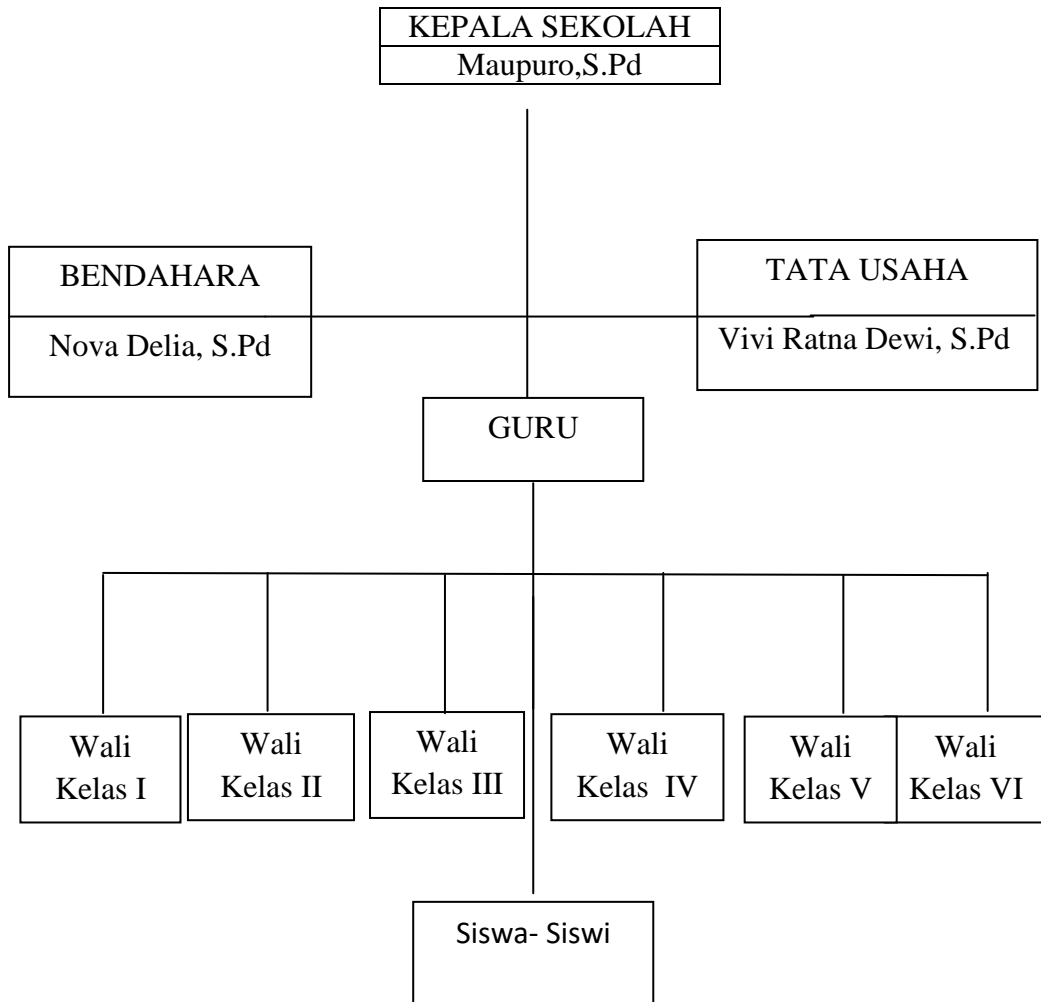 KEPALA SEKOLAH
Maupuro,S.Pd
BENDAHARA
Nova Delia, S.Pd
TATA USAHA
Vivi Ratna Dewi, S.Pd
GURU
Wali
Kelas I
Wali
Kelas II
Wali
Kelas III
Wali
Kelas  IV
Wali
Kelas V
Wali
Kelas VI
Siswa- Siswi